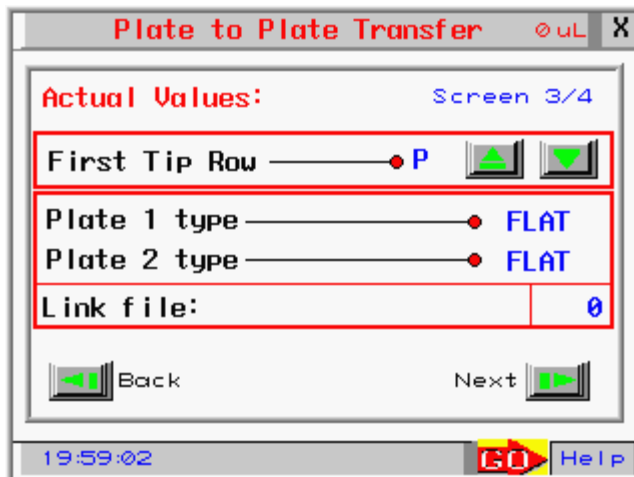 Plate to Plate Transfer 0uL X
Actual Values: Screen 3/4
First Tip Row P
Plate 1 type FLAT
Plate 2 type FLAT
Link file: 0
Back Next
19:59:02 GO Help